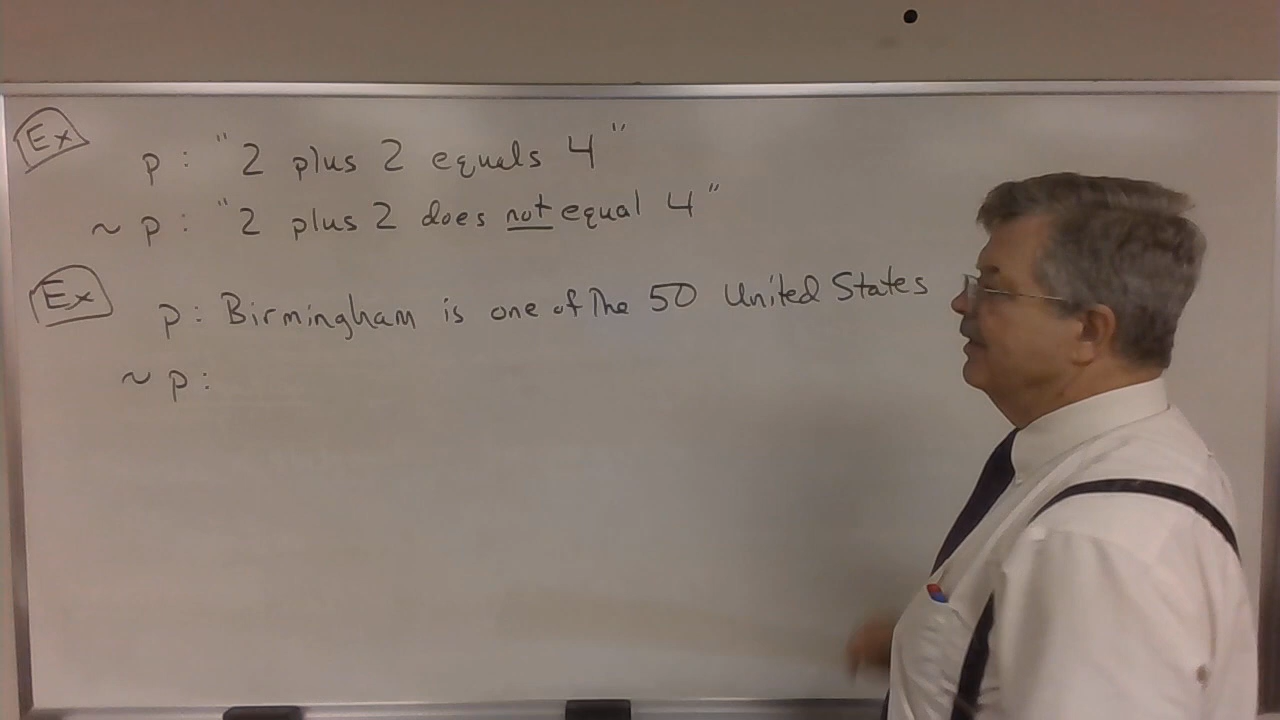 Ex p: "2 plus 2 equals 4"
~ p: "2 plus 2 does not equal 4"
Ex p: Birmingham is one of The 50 United States
~ p: